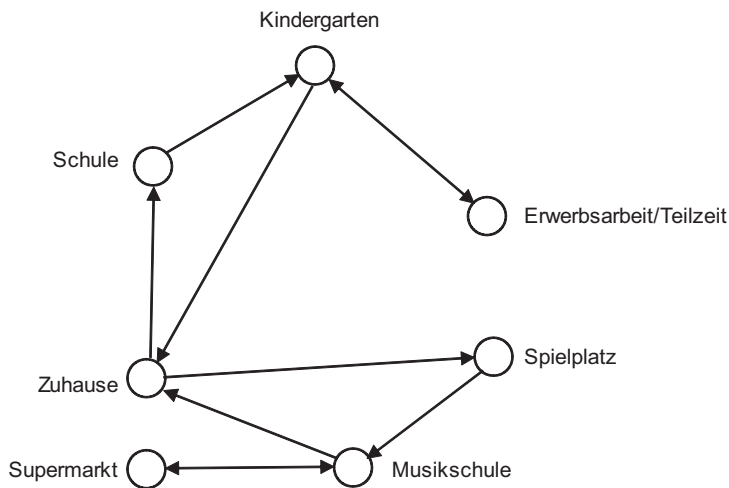 Kindergarten
Schule
Erwerbsarbeit/Teilzeit
Spielplatz
Zuhause
Supermarkt
Musikschule